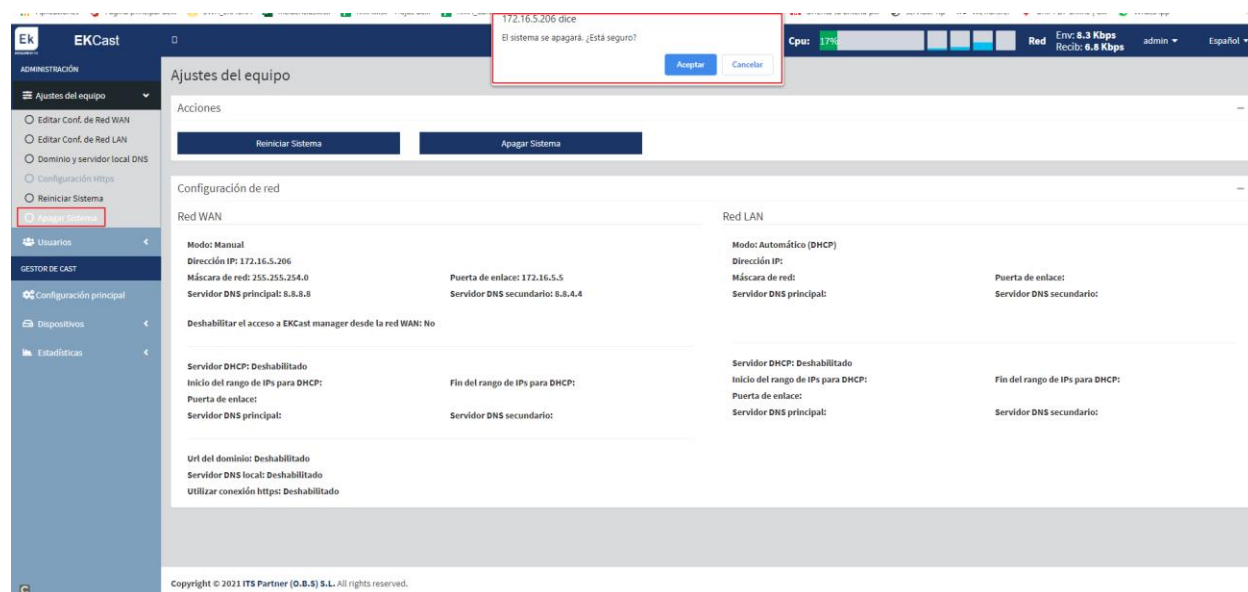 172.16.5.206 dice
El sistema se apagará. ¿Está seguro?
Aceptar Cancelar
Ek EKCast
Cpu: 17%
Red Env: 8.3 Kbps
Recib: 6.8 Kbps
admin Español
ADMINISTRACIÓN
Ajustes del equipo
Editar Conf. de Red WAN
Editar Conf. de Red LAN
Dominio y servidor local DNS
Configuración Https
Reiniciar Sistema
Apagar Sistema
Usuarios
GESTOR DE CAST
Configuración principal
Dispositivos
Estadísticas
Ajustes del equipo
Acciones
Reiniciar Sistema Apagar Sistema
Configuración de red
Red WAN
Modo: Manual
Dirección IP: 172.16.5.206
Máscara de red: 255.255.254.0 Puerta de enlace: 172.16.5.5
Servidor DNS principal: 8.8.8.8 Servidor DNS secundario: 8.8.4.4
Deshabilitar el acceso a EKCast manager desde la red WAN: No
Servidor DHCP: Deshabilitado
Inicio del rango de IPs para DHCP: Fin del rango de IPs para DHCP:
Puerta de enlace:
Servidor DNS principal: Servidor DNS secundario:
Url del dominio: Deshabilitado
Servidor DNS local: Deshabilitado
Utilizar conexión https: Deshabilitado
Red LAN
Modo: Automático (DHCP)
Dirección IP:
Máscara de red: Puerta de enlace:
Servidor DNS principal: Servidor DNS secundario:
Servidor DHCP: Deshabilitado
Inicio del rango de IPs para DHCP: Fin del rango de IPs para DHCP:
Puerta de enlace:
Servidor DNS principal: Servidor DNS secundario:
Copyright © 2021 ITS Partner (O.B.S) S.L. All rights reserved.